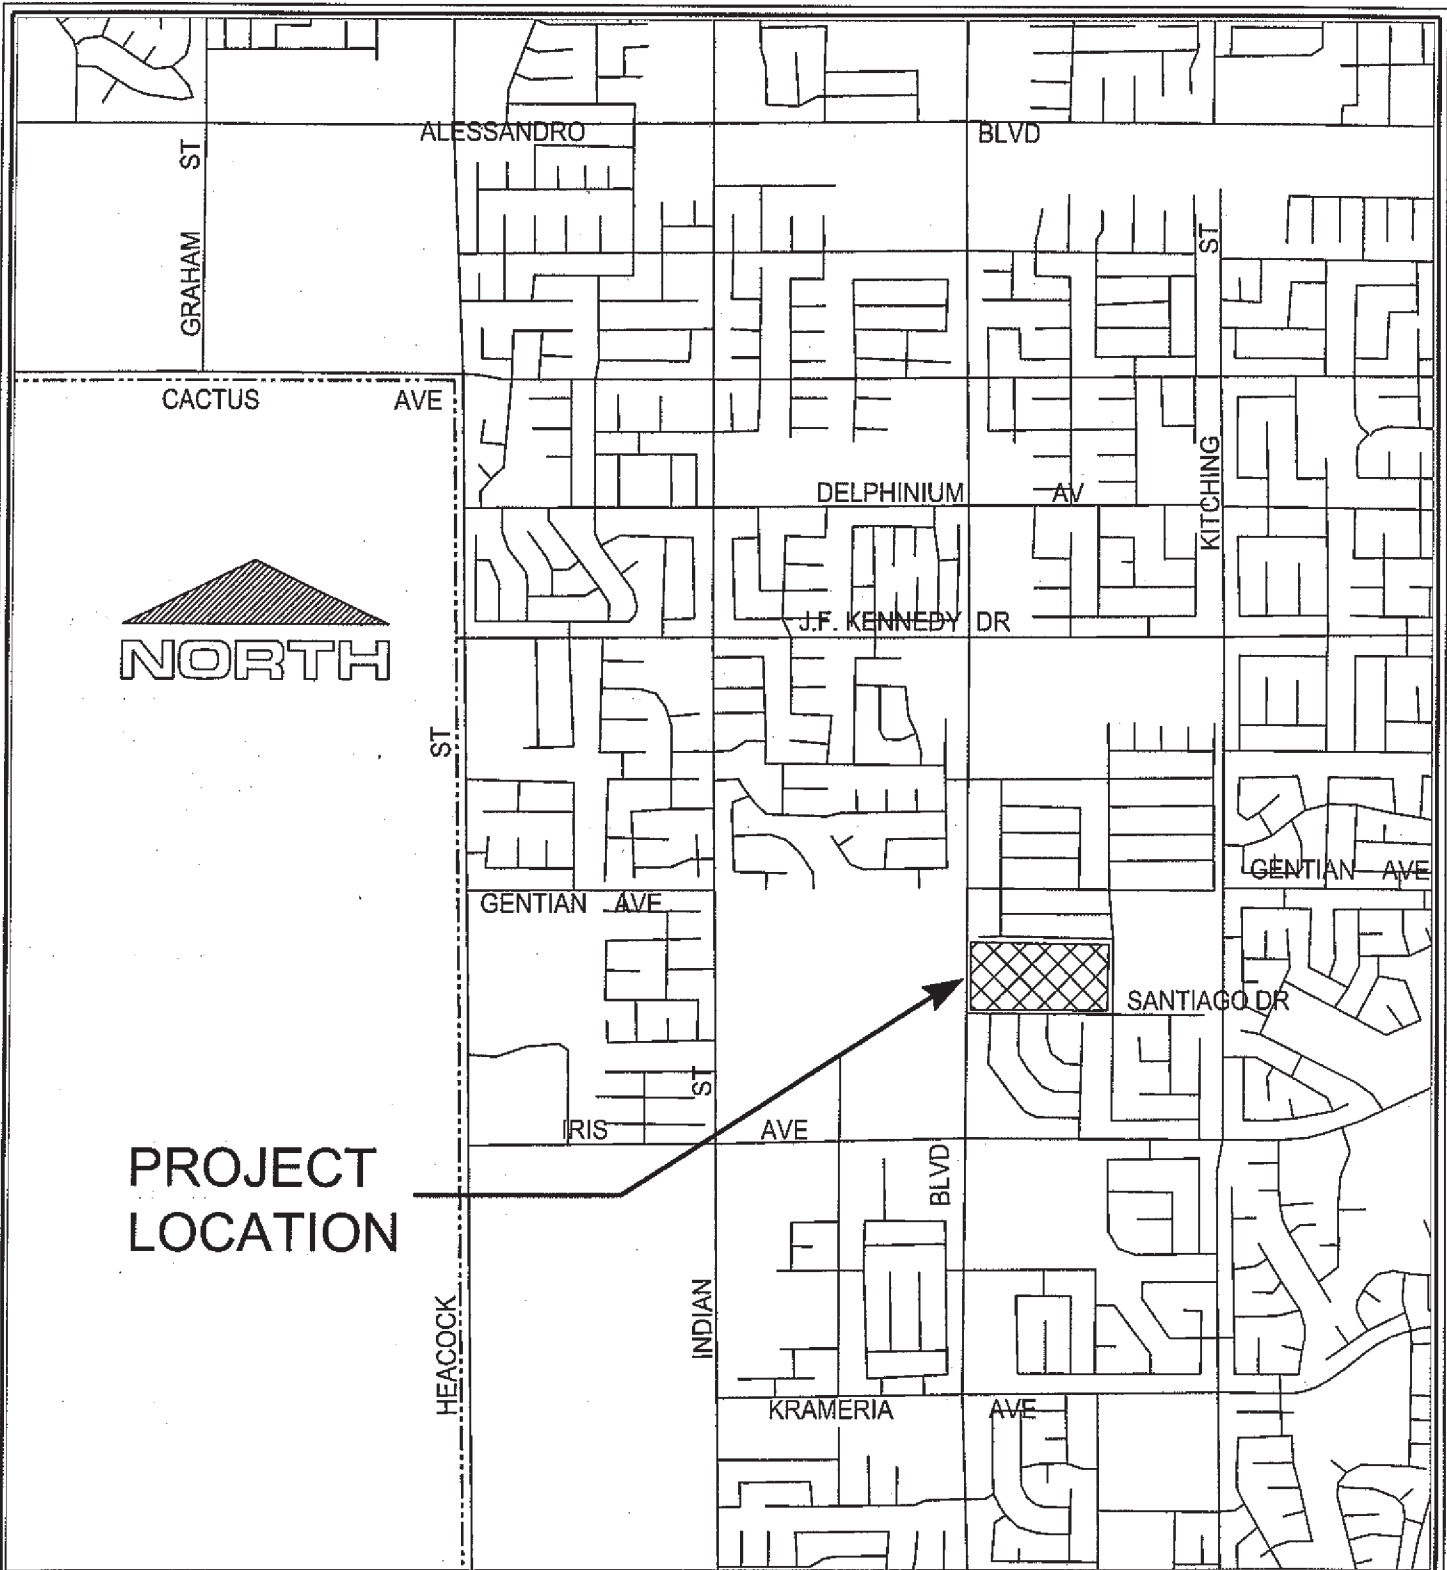 ALESSANDRO BLVD
GRAHAM ST
KITCHING ST
CACTUS AVE
DELPHINIUM AV
J.F. KENNEDY DR
NORTH
HEACOCK ST
GENTIAN AVE
GENTIAN AVE
SANTIAGO DR
INDIAN ST
IRIS AVE
BLVD
PROJECT
LOCATION
KRAMERIA AVE